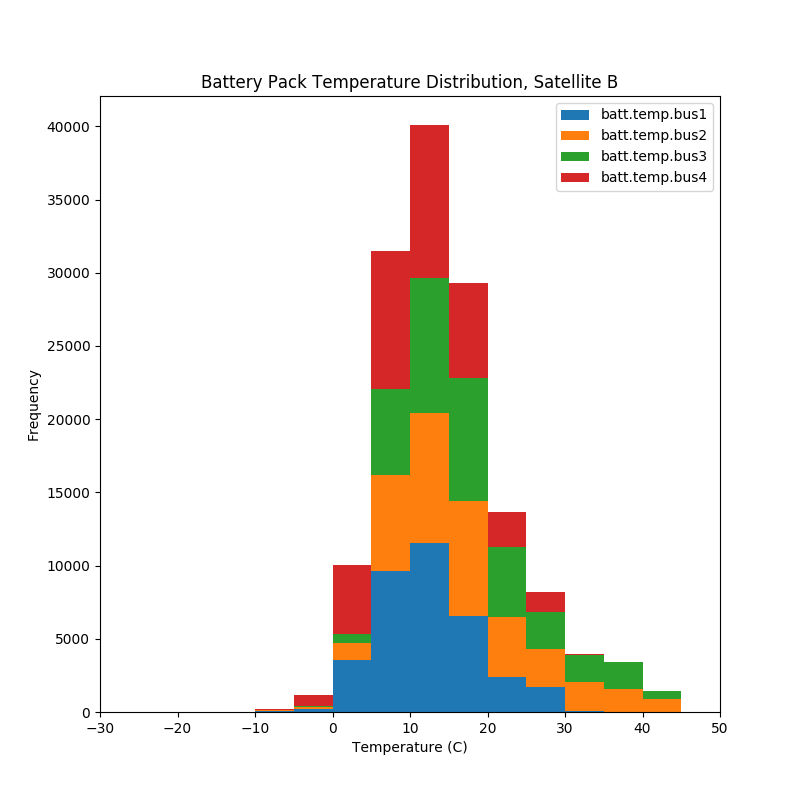 Battery Pack Temperature Distribution, Satellite B
batt.temp.bus1
batt.temp.bus2
batt.temp.bus3
batt.temp.bus4
40000
35000
30000
25000
20000
15000
10000
5000
0
Frequency
−30
−20
−10
0
10
20
30
40
50
Temperature (C)